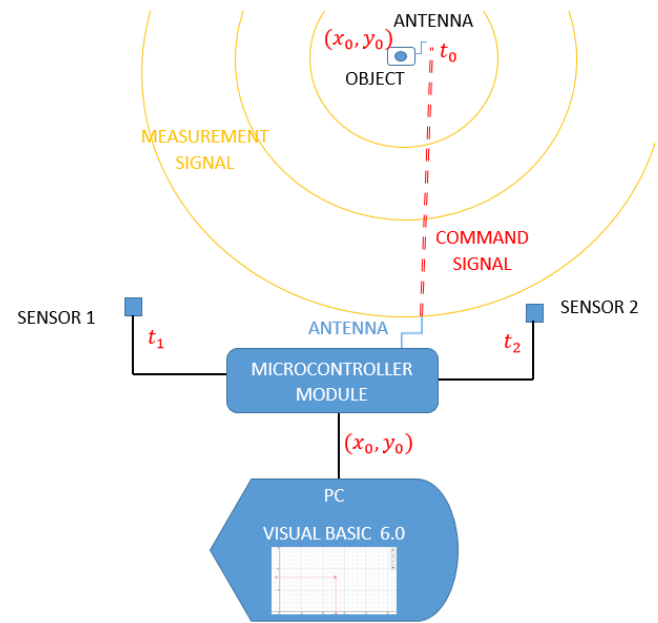 ANTENNA
(x₀, y₀)
t₀
OBJECT
MEASUREMENT
SIGNAL
COMMAND
SIGNAL
SENSOR 1
SENSOR 2
ANTENNA
t₁
t₂
MICROCONTROLLER
MODULE
(x₀, y₀)
PC
VISUAL BASIC 6.0